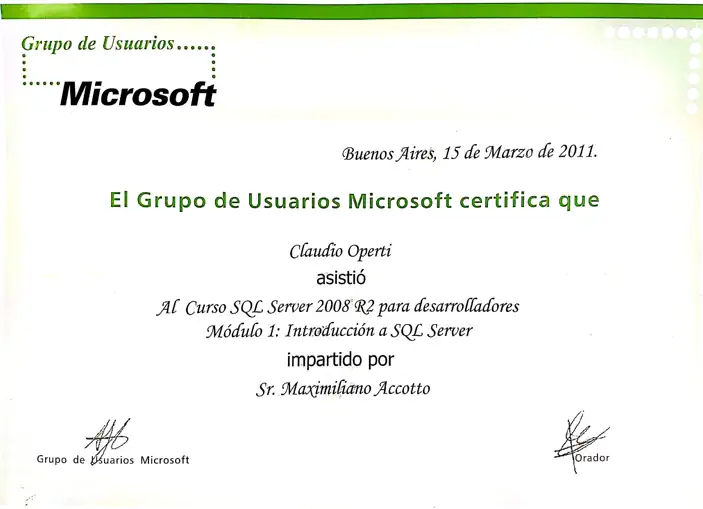 Grupo de Usuarios......
Microsoft
Buenos Aires, 15 de Marzo de 2011.
El Grupo de Usuarios Microsoft certifica que
Claudio Operti
asistió
Al Curso SQL Server 2008 R2 para desarrolladores
Módulo 1: Introducción a SQL Server
impartido por
Sr. Maximiliano Accotto
Grupo de Usuarios Microsoft
Orador